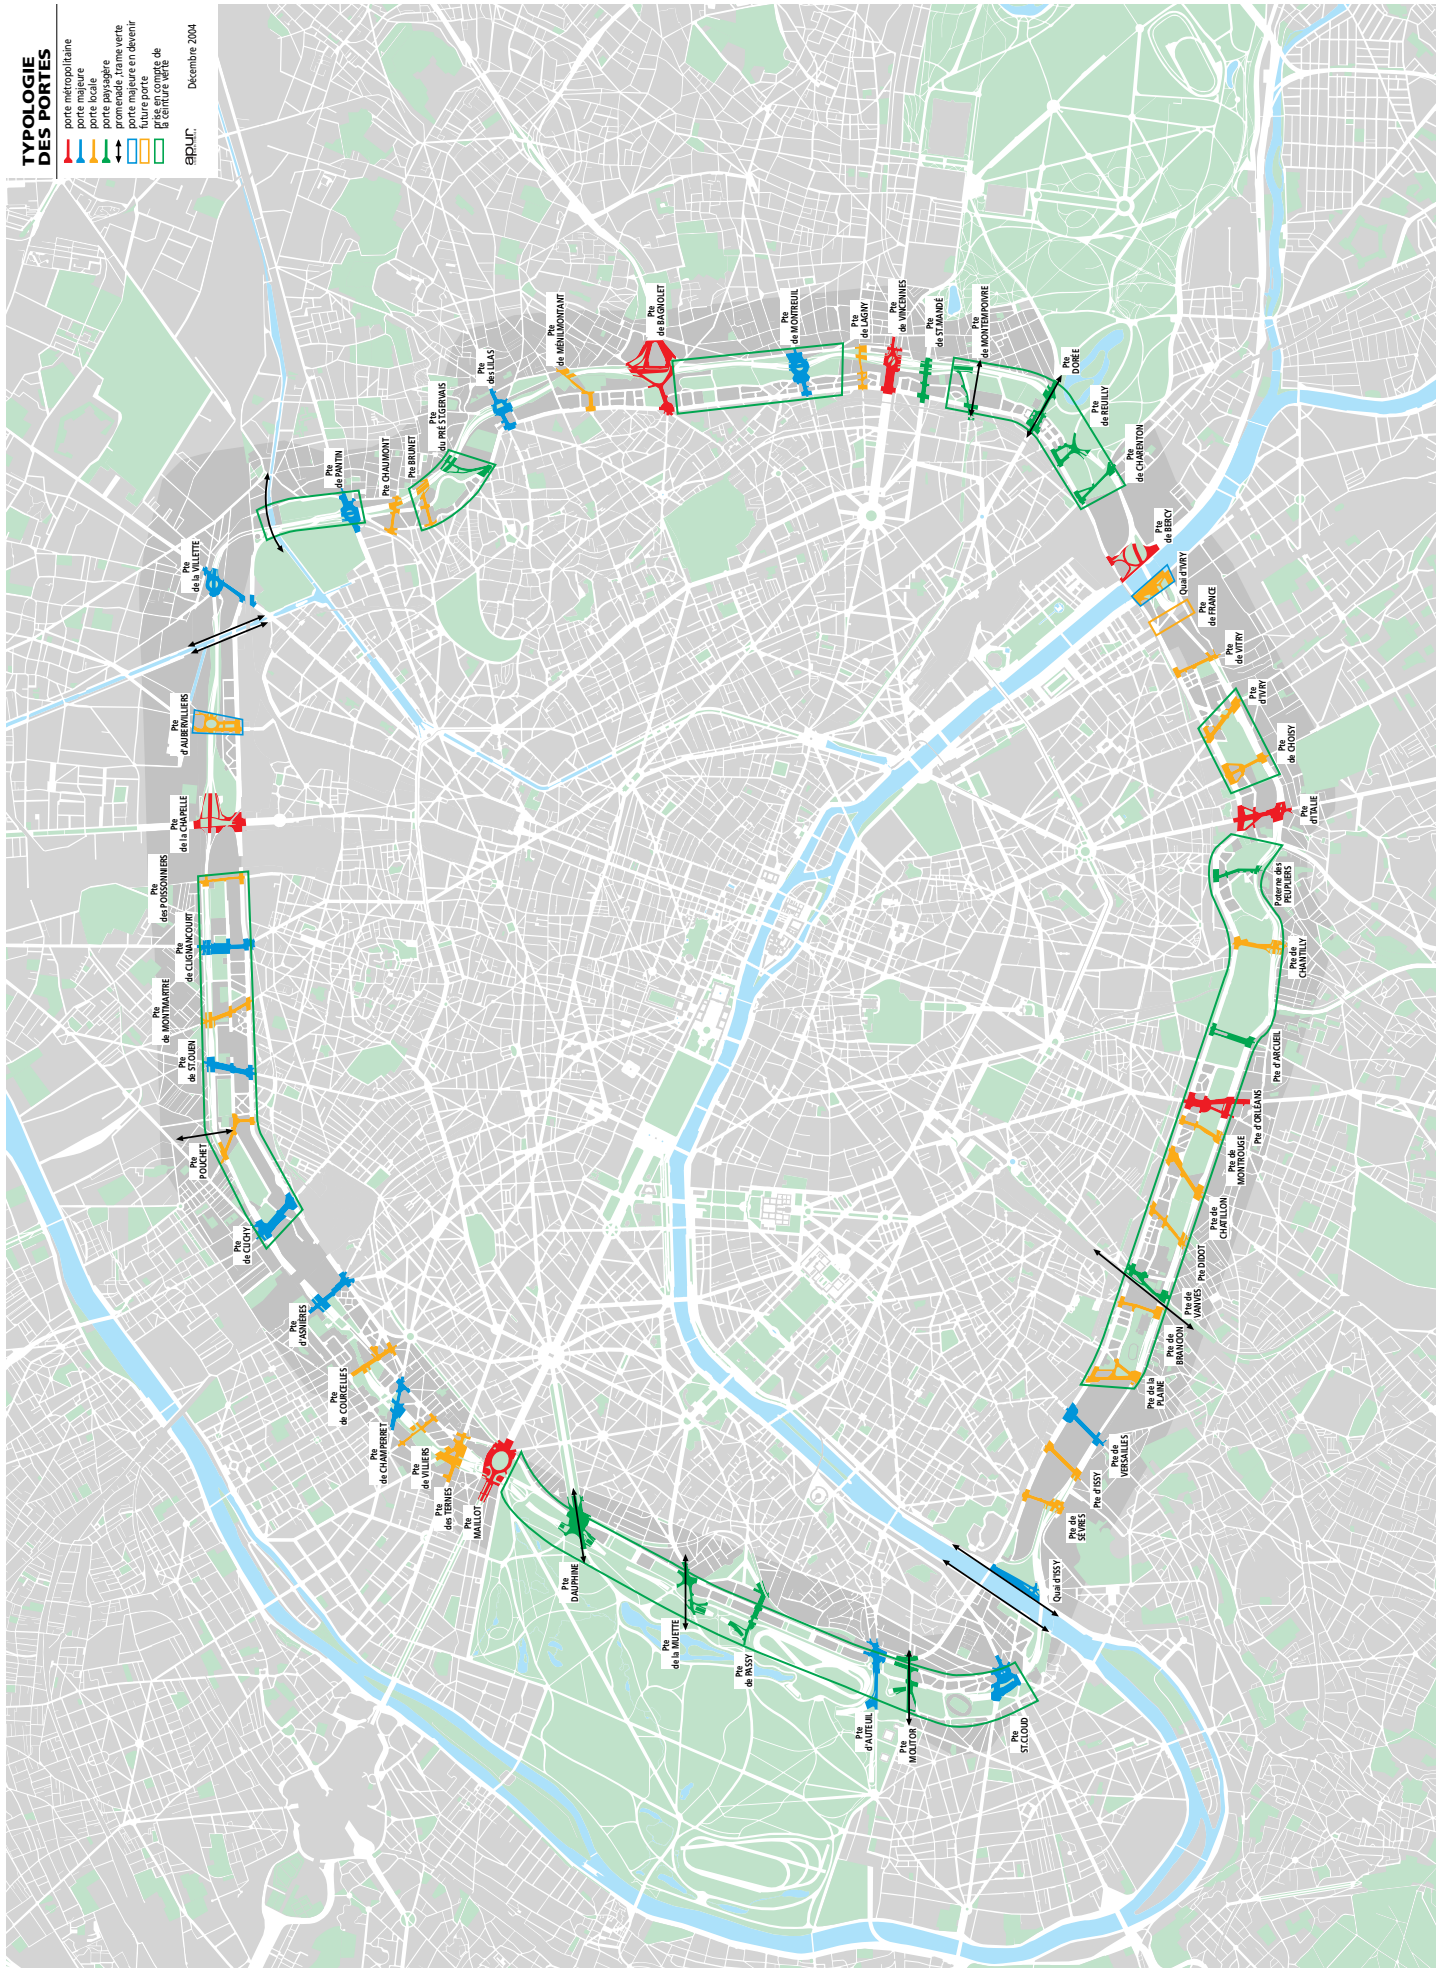 TYPOLOGIE
DES PORTES
porte métropolitaine
porte majeure
porte locale
porte paysagère
promenade ,trame verte
porte majeure en devenir
future porte
prise en compte de
la ceinture verte
apur
Décembre 2004
Pte
de la VILLETTE
Pte
d'AUBERVILLIERS
Pte
de la CHAPELLE
Pte
des POISSONNIERS
Pte
de CLIGNANCOURT
Pte
de MONTMARTRE
Pte
de ST.OUEN
Pte
POUCHET
Pte
de CLICHY
Pte
d'ASNIERES
Pte
de COURCELLES
Pte
de CHAMPERRET
Pte
de VILLIERS
Pte
des TERNES
Pte
MAILLOT
Pte
DAUPHINE
Pte
de la MUETTE
Pte
de PASSY
Pte
d'AUTEUIL
Pte
MOLITOR
Pte
ST.CLOUD
Quai d'ISSY
Pte de
SEVRES
Pte d'ISSY
Pte de
VERSAILLES
Pte de la
PLAINE
Pte de
BRANCION
Pte de
VANVES
Pte DIDOT
Pte de
CHATILLON
Pte de
MONTROUGE
Pte d'ORLÉANS
Pte d'ARCUEIL
Pte de
CHANTILLY
Poterne des
PEUPLIERS
Pte
d'ITALIE
Pte
de CHOISY
Pte
d'IVRY
Pte
de VITRY
Pte
de FRANCE
Quai d'IVRY
Pte
de BERCY
Pte
de CHARENTON
Pte
de REUILLY
Pte
DORÉE
Pte
de MONTEMPOIVRE
Pte
de ST.MANDÉ
Pte
de VINCENNES
Pte
de LAGNY
Pte
de MONTREUIL
Pte
de BAGNOLET
Pte
de MÉNILMONTANT
Pte
des LILAS
Pte
du PRÉ ST.GERVAIS
Pte BRUNET
Pte CHAUMONT
Pte
de PANTIN